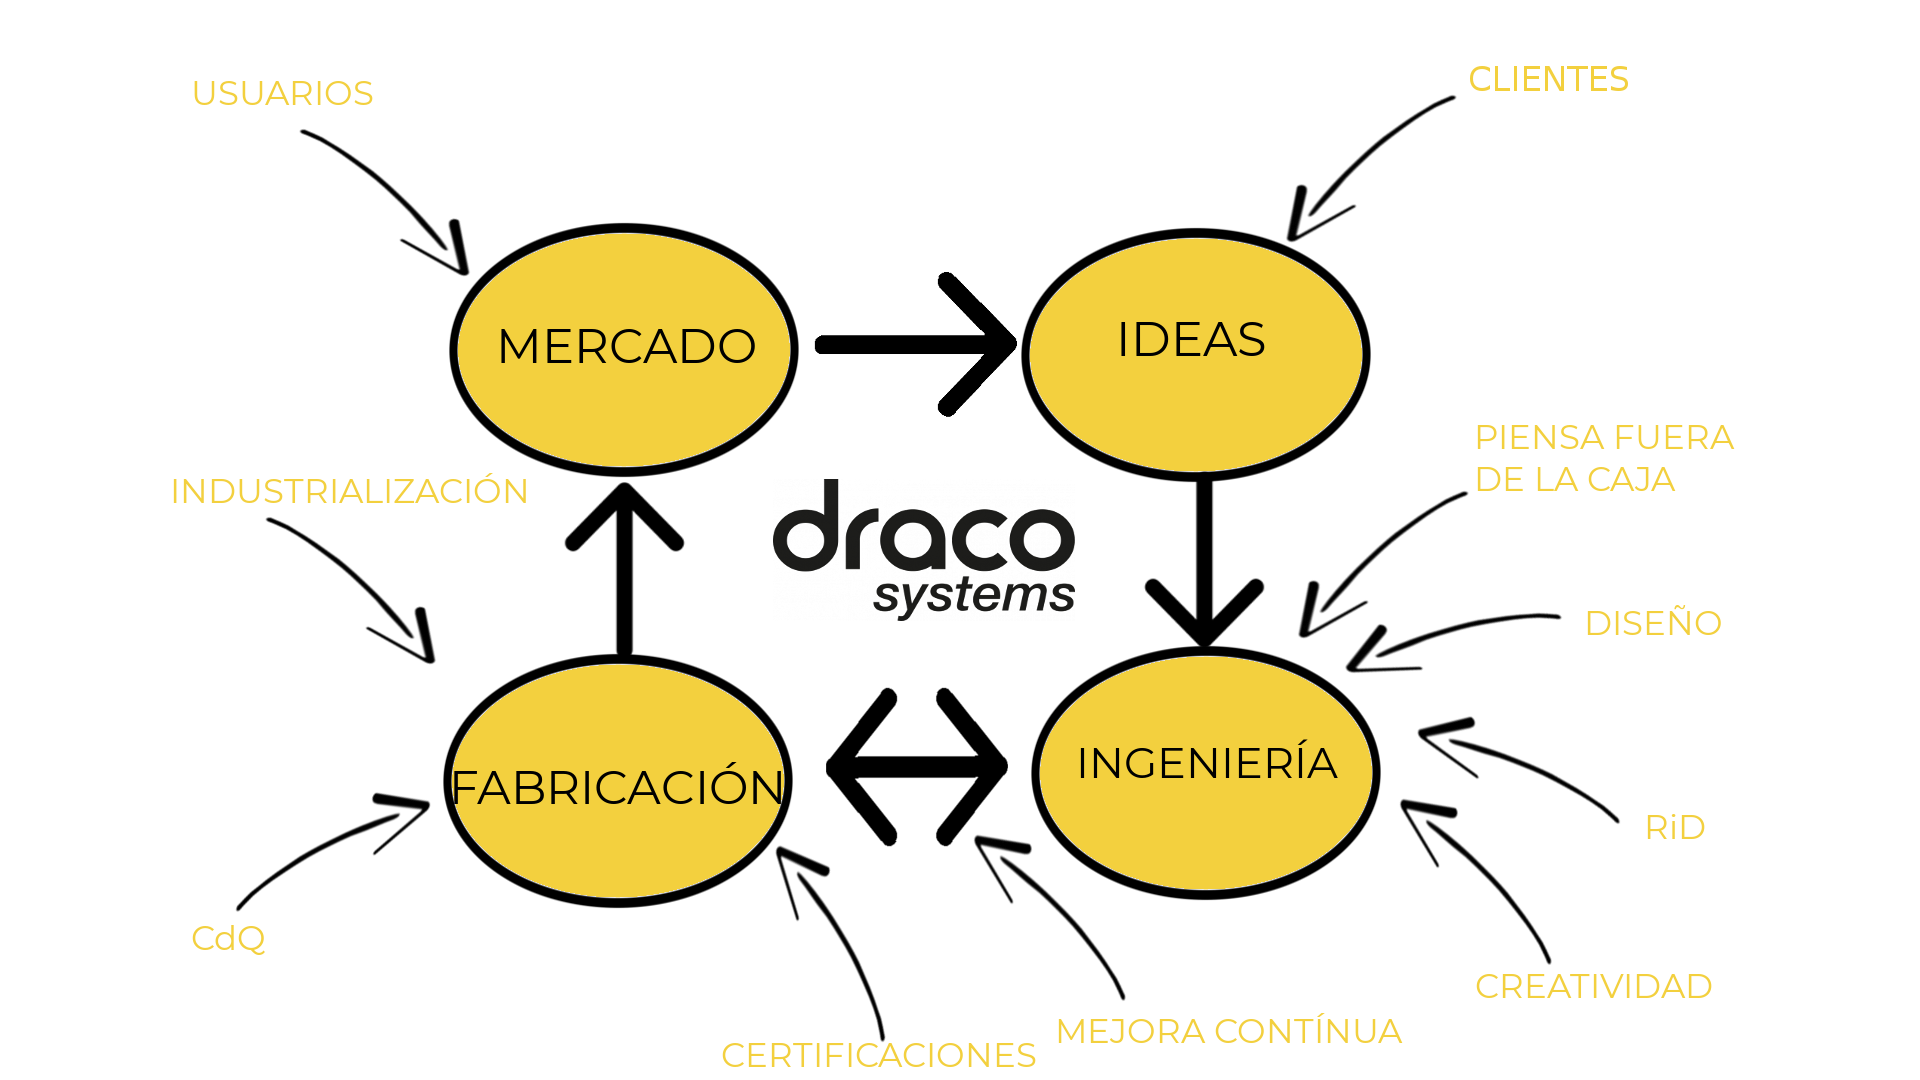 USUARIOS
CLIENTES
MERCADO
IDEAS
PIENSA FUERA
DE LA CAJA
INDUSTRIALIZACIÓN
draco
systems
DISEÑO
FABRICACIÓN
INGENIERÍA
RiD
CdQ
CREATIVIDAD
MEJORA CONTÍNUA
CERTIFICACIONES